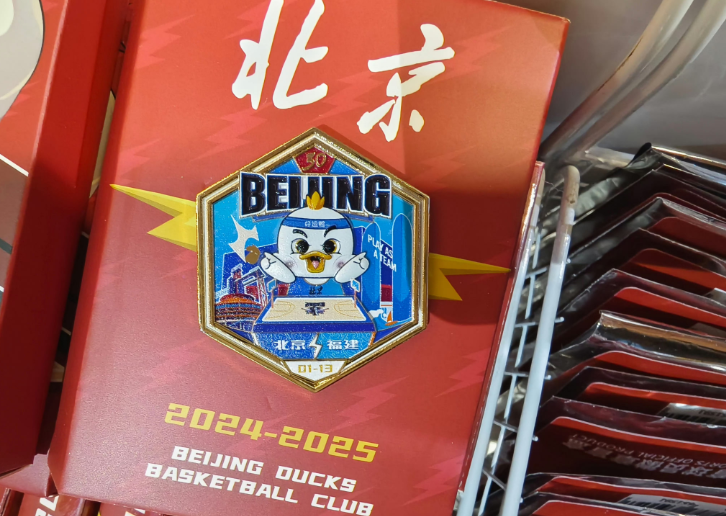 北京
50
BEIJING
PLAY AS
A TEAM
北京 福建
01-13
2024-2025
BEIJING DUCKS
BASKETBALL CLUB